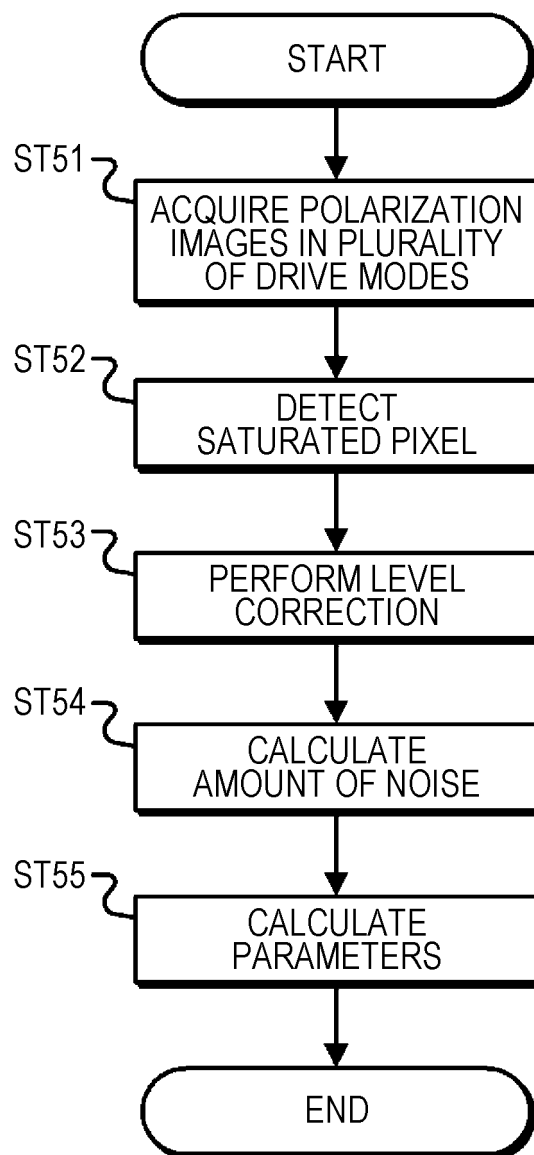 START
ST51
ACQUIRE POLARIZATION
IMAGES IN PLURALITY
OF DRIVE MODES
ST52
DETECT
SATURATED PIXEL
ST53
PERFORM LEVEL
CORRECTION
ST54
CALCULATE
AMOUNT OF NOISE
ST55
CALCULATE
PARAMETERS
END